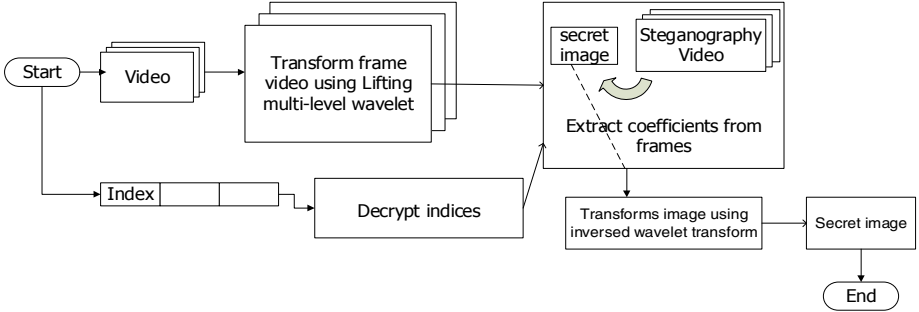 Start
Video
Transform frame
video using Lifting
multi-level wavelet
secret
image
Steganography
Video
Extract coefficients from
frames
Index
Decrypt indices
Transforms image using
inversed wavelet transform
Secret image
End